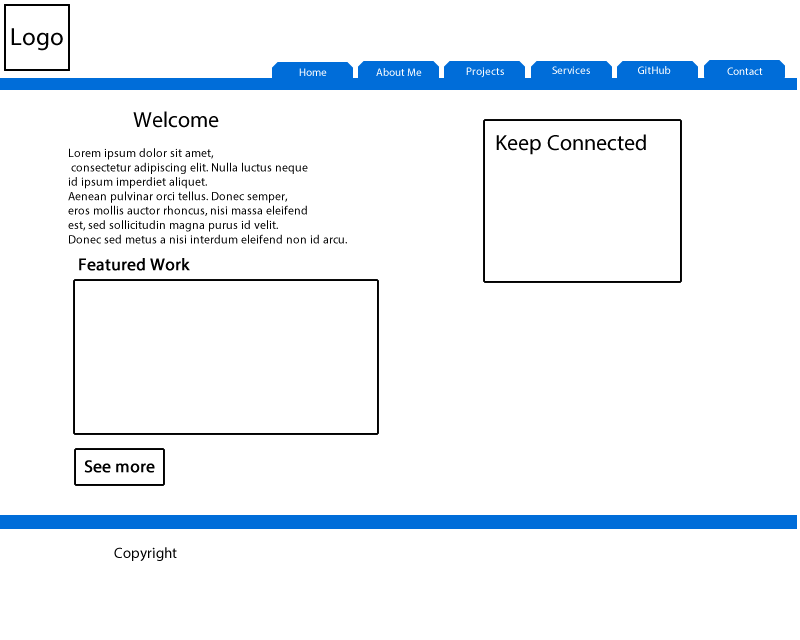 Logo
Home
About Me
Projects
Services
GitHub
Contact
Welcome
Lorem ipsum dolor sit amet,
consectetur adipiscing elit. Nulla luctus neque
id ipsum imperdiet aliquet.
Aenean pulvinar orci tellus. Donec semper,
eros mollis auctor rhoncus, nisi massa eleifend
est, sed sollicitudin magna purus id velit.
Donec sed metus a nisi interdum eleifend non id arcu.
Keep Connected
Featured Work
See more
Copyright